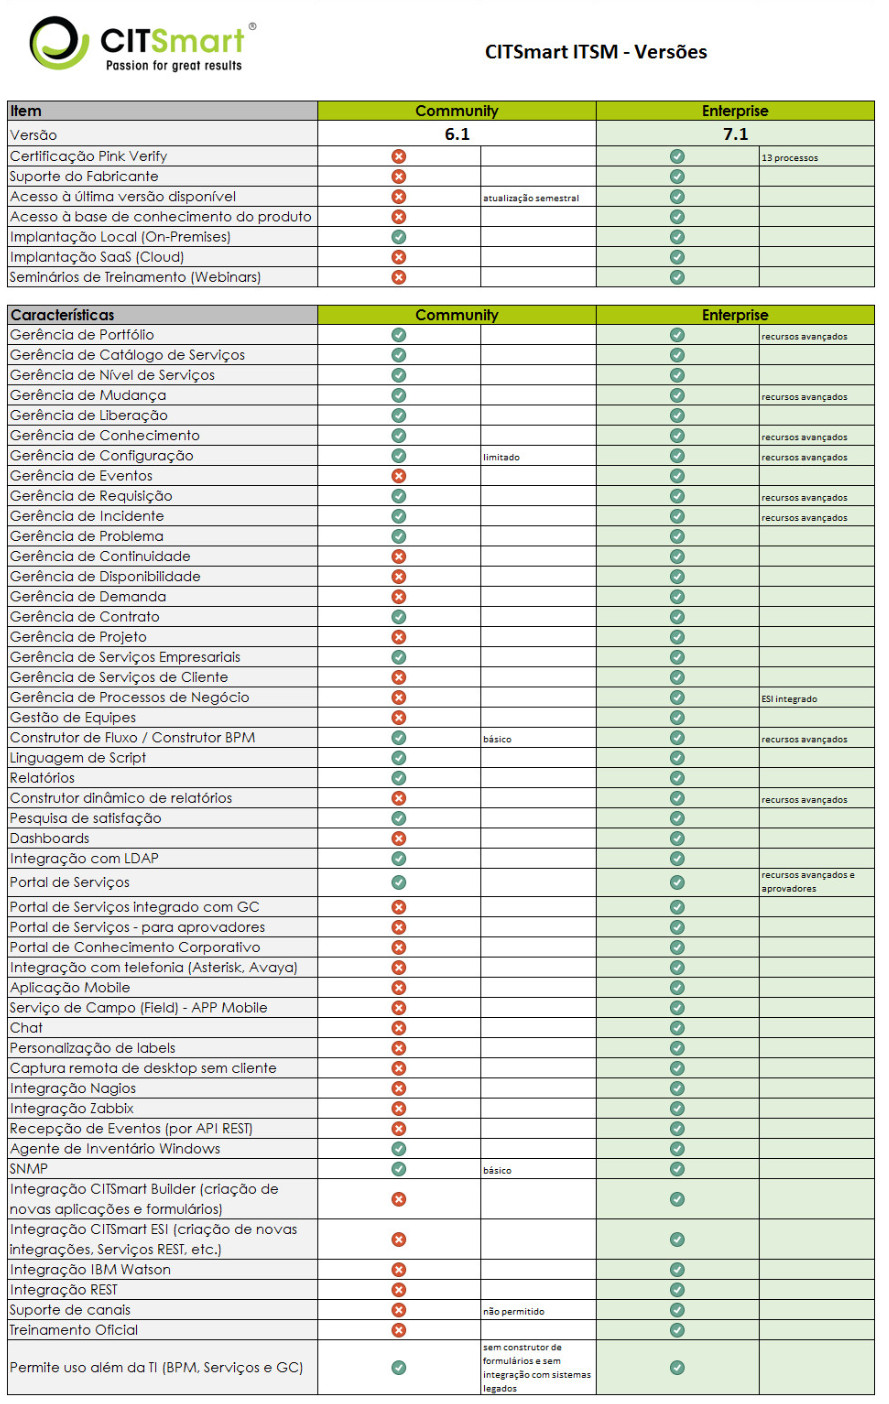 CITSmart®
Passion for great results
CITSmart ITSM - Versões
Item Community Enterprise
Versão 6.1 7.1
Certificação Pink Verify 13 processos
Suporte do Fabricante
Acesso à última versão disponível atualização semestral
Acesso à base de conhecimento do produto
Implantação Local (On-Premises)
Implantação SaaS (Cloud)
Seminários de Treinamento (Webinars)
Características Community Enterprise
Gerência de Portfólio recursos avançados
Gerência de Catálogo de Serviços
Gerência de Nível de Serviços
Gerência de Mudança recursos avançados
Gerência de Liberação
Gerência de Conhecimento recursos avançados
Gerência de Configuração limitado recursos avançados
Gerência de Eventos
Gerência de Requisição recursos avançados
Gerência de Incidente recursos avançados
Gerência de Problema
Gerência de Continuidade
Gerência de Disponibilidade
Gerência de Demanda
Gerência de Contrato
Gerência de Projeto
Gerência de Serviços Empresariais
Gerência de Serviços de Cliente
Gerência de Processos de Negócio ESI integrado
Gestão de Equipes
Construtor de Fluxo / Construtor BPM básico recursos avançados
Linguagem de Script
Relatórios
Construtor dinâmico de relatórios recursos avançados
Pesquisa de satisfação
Dashboards
Integração com LDAP
Portal de Serviços recursos avançados e
aprovadores
Portal de Serviços integrado com GC
Portal de Serviços - para aprovadores
Portal de Conhecimento Corporativo
Integração com telefonia (Asterisk, Avaya)
Aplicação Mobile
Serviço de Campo (Field) - APP Mobile
Chat
Personalização de labels
Captura remota de desktop sem cliente
Integração Nagios
Integração Zabbix
Recepção de Eventos (por API REST)
Agente de Inventário Windows
SNMP básico
Integração CITSmart Builder (criação de
novas aplicações e formulários)
Integração CITSmart ESI (criação de novas
integrações, Serviços REST, etc.)
Integração IBM Watson
Integração REST
Suporte de canais não permitido
Treinamento Oficial
Permite uso além da TI (BPM, Serviços e GC)
sem construtor de
formulários e sem
integração com sistemas
legados